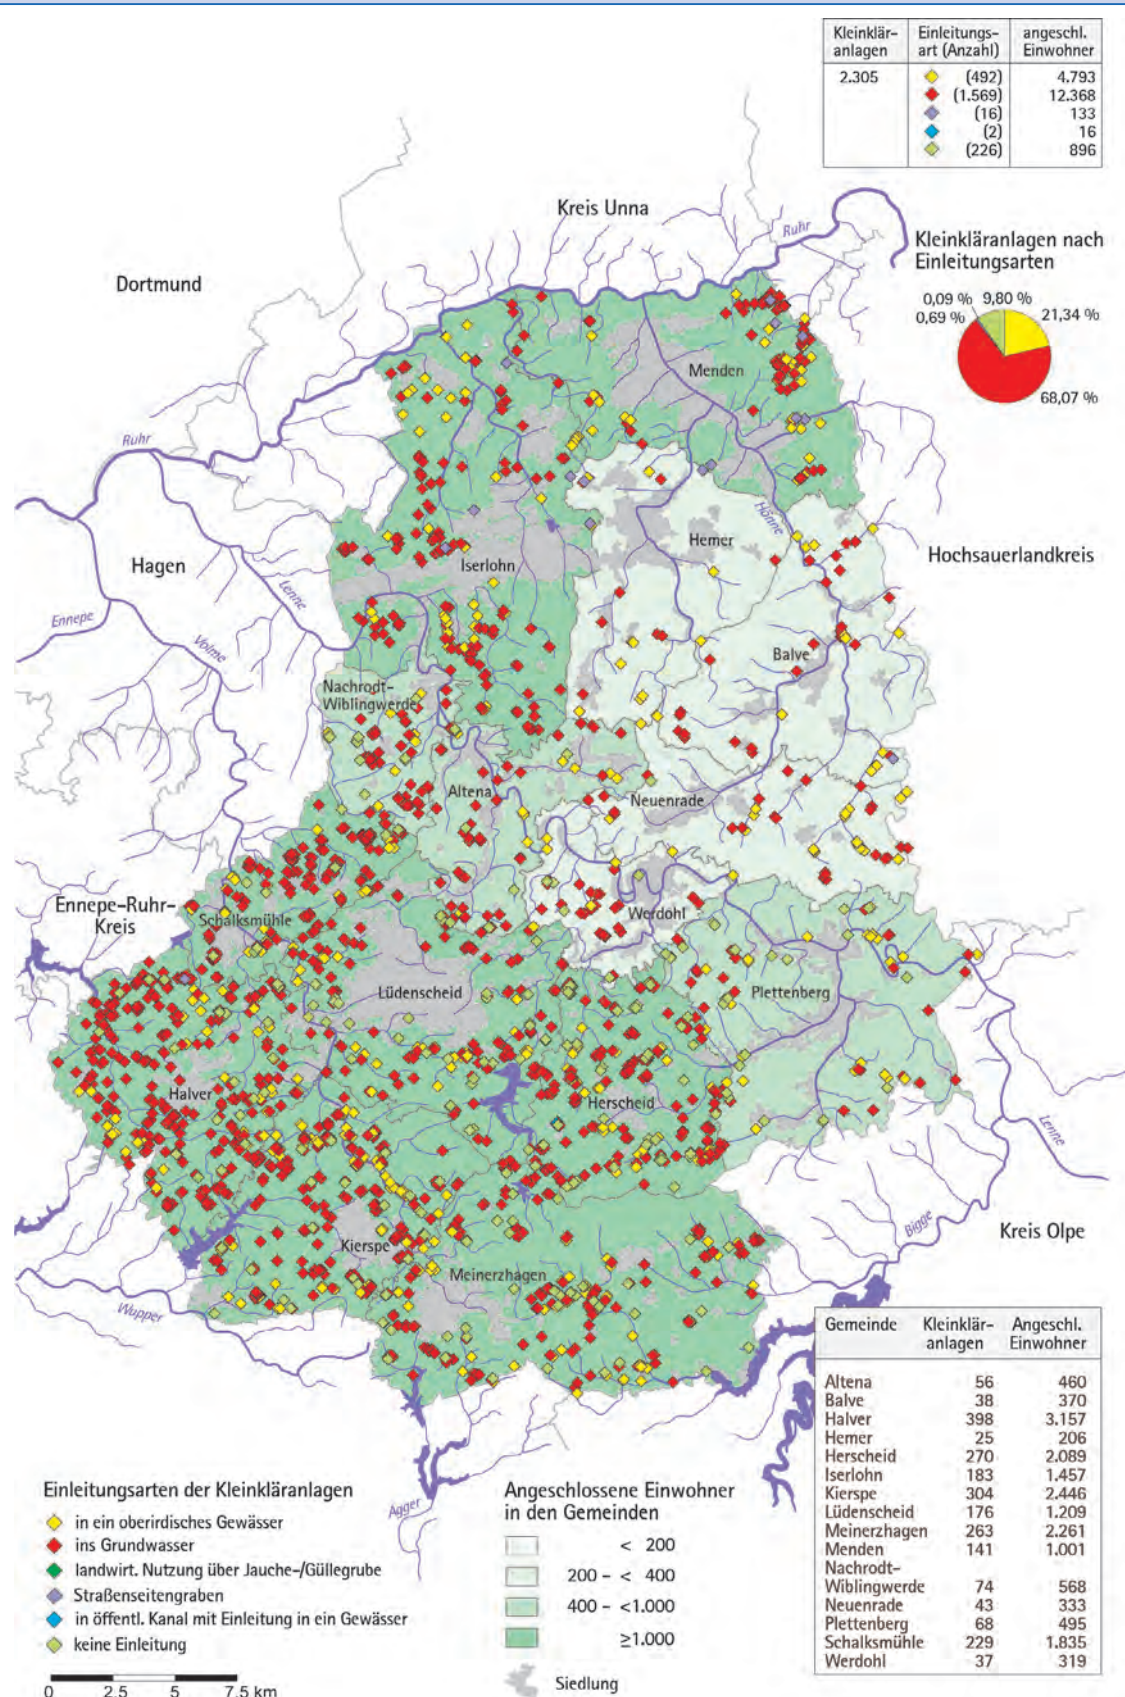 Kleinklär- Einleitungs- angeschl.
anlagen art (Anzahl) Einwohner
2.305 (492) 4.793
(1.569) 12.368
(16) 133
(2) 16
(226) 896
Kreis Unna
Ruhr
Kleinkläranlagen nach
Einleitungsarten
Dortmund
0,09 % 9,80 %
0,69 % 21,34 %
68,07 %
Menden
Ruhr
Hönne
Hemer
Hochsauerlandkreis
Hagen
Iserlohn
Lenne
Ennepe
Volme
Balve
Nachrodt-
Wiblingwerde
Altena
Neuenrade
Ennepe-Ruhr-
Kreis
Schalksmühle
Werdohl
Lüdenscheid
Plettenberg
Halver
Herscheid
Lenne
Bigge
Kreis Olpe
Kierspe
Meinerzhagen
Wupper
Agger
Gemeinde Kleinklär- Angeschl.
anlagen Einwohner
Altena 56 460
Balve 38 370
Halver 398 3.157
Hemer 25 206
Herscheid 270 2.089
Iserlohn 183 1.457
Kierspe 304 2.446
Lüdenscheid 176 1.209
Meinerzhagen 263 2.261
Menden 141 1.001
Nachrodt-
Wiblingwerde 74 568
Neuenrade 43 333
Plettenberg 68 495
Schalksmühle 229 1.835
Werdohl 37 319
Einleitungsarten der Kleinkläranlagen
in ein oberirdisches Gewässer
ins Grundwasser
landwirt. Nutzung über Jauche-/Güllegrube
Straßenseitengraben
in öffentl. Kanal mit Einleitung in ein Gewässer
keine Einleitung
0 2,5 5 7,5 km
Angeschlossene Einwohner
in den Gemeinden
< 200
200 - < 400
400 - <1.000
≥1.000
Siedlung